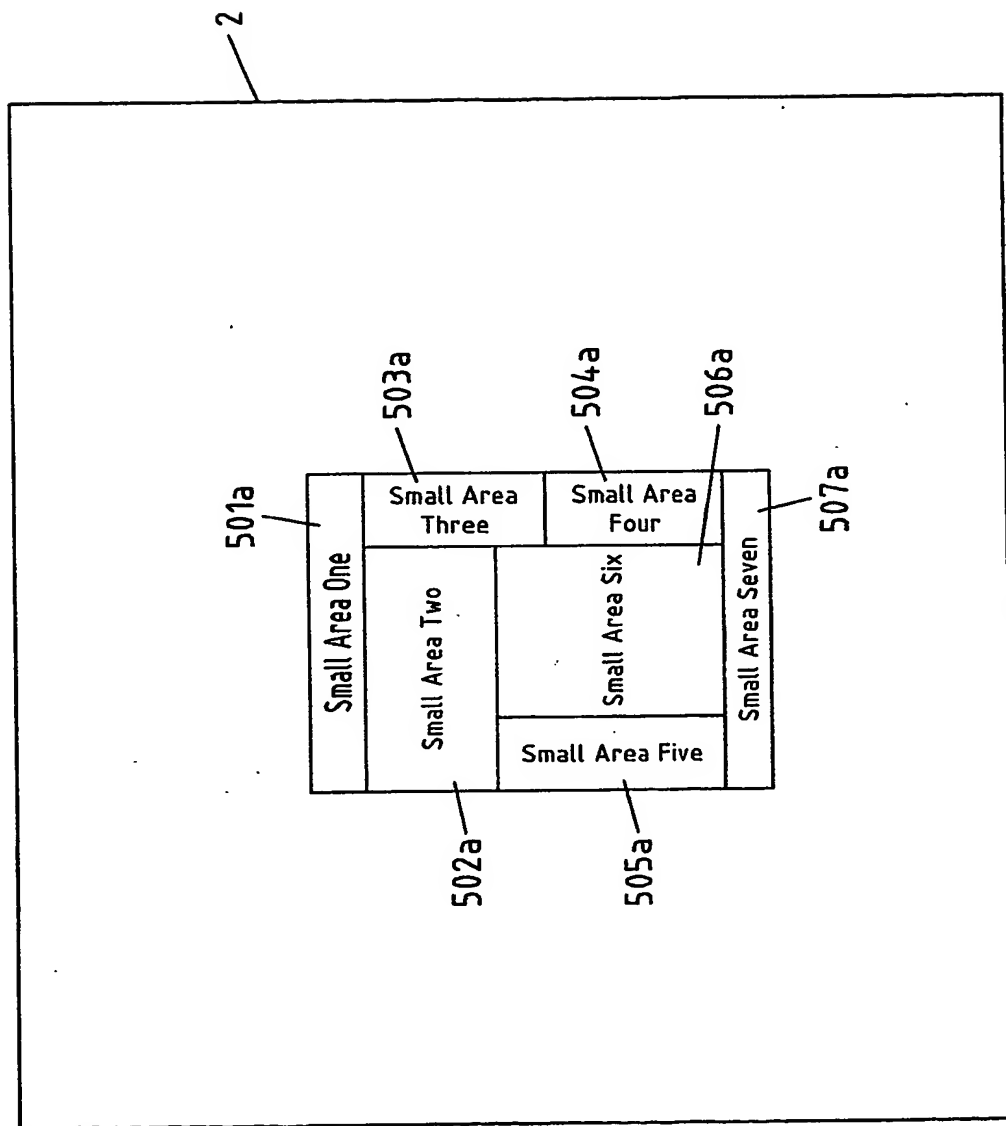 2
501a
Small Area One
503a
Small Area
Three
Small Area Two
502a
504a
Small Area
Four
506a
Small Area Six
Small Area Five
505a
507a
Small Area Seven